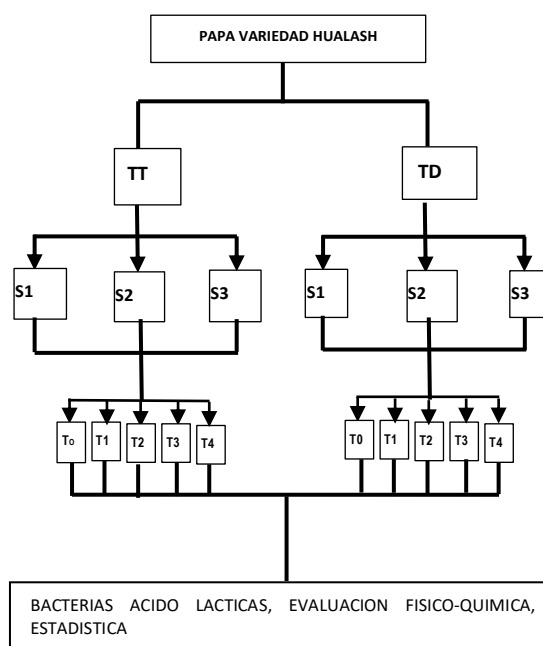 PAPA VARIEDAD HUALASH
TT TD
S1 S2 S3 S1 S2 S3
To T1 T2 T3 T4 T0 T1 T2 T3 T4
BACTERIAS ACIDO LACTICAS, EVALUACION FISICO-QUIMICA,
ESTADISTICA